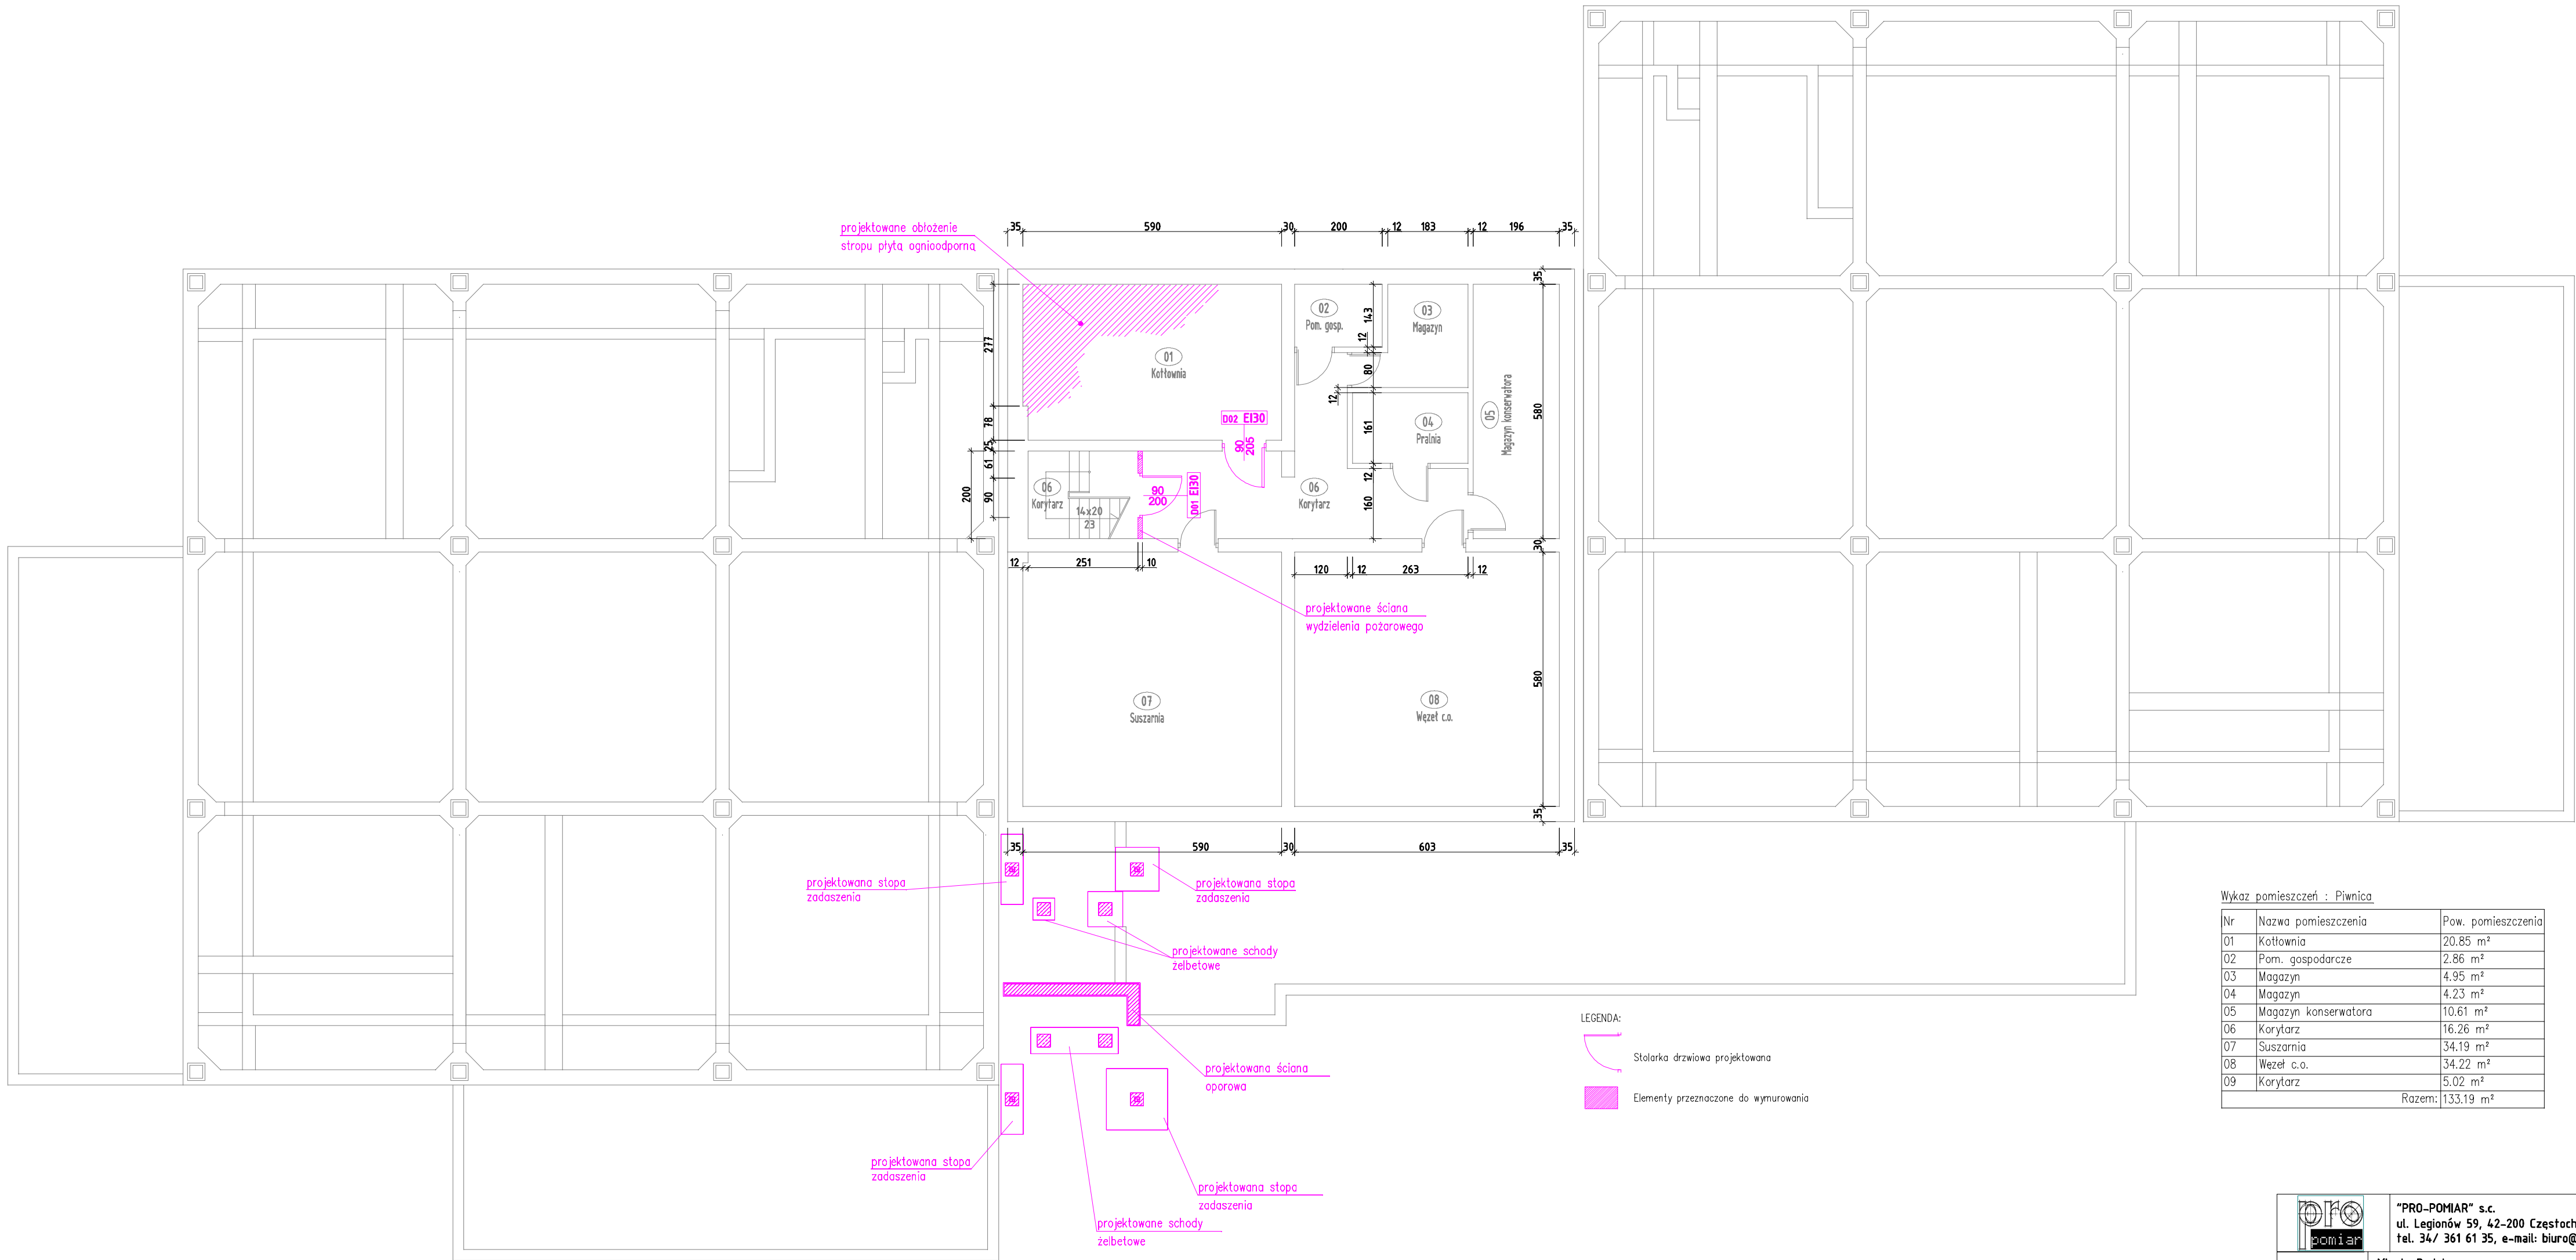 35 590 30 200 12 183 12 196 35
projektowane obłożenie
stropu płytą ognioodporną
35
277
78
25
61
90
200
01
Kotłownia
02
Pom. gosp.
143
12
80
12
161
12
160
03
Magazyn
04
Pralnia
05
Magazyn konserwatora
580
30
D02 EI30
90
205
06
Korytarz
14x20
23
90
200
D01 EI30
06
Korytarz
12 251 10
120 12 263 12
projektowane ściana
wydzielenia pożarowego
07
Suszarnia
08
Węzeł c.o.
580
35
35 590 30 603 35
projektowana stopa
zadaszenia
projektowana stopa
zadaszenia
projektowane schody
żelbetowe
projektowana ściana
oporowa
projektowana stopa
zadaszenia
projektowana stopa
zadaszenia
projektowane schody
żelbetowe
LEGENDA:
Stolarka drzwiowa projektowana
Elementy przeznaczone do wymurowania
Wykaz pomieszczeń : Piwnica
Nr Nazwa pomieszczenia Pow. pomieszczenia
01 Kotłownia 20.85 m²
02 Pom. gospodarcze 2.86 m²
03 Magazyn 4.95 m²
04 Magazyn 4.23 m²
05 Magazyn konserwatora 10.61 m²
06 Korytarz 16.26 m²
07 Suszarnia 34.19 m²
08 Węzeł c.o. 34.22 m²
09 Korytarz 5.02 m²
Razem: 133.19 m²
pro
pomiar
"PRO-POMIAR" s.c.
ul. Legionów 59, 42-200 Częstoch
tel. 34/ 361 61 35, e-mail: biuro@